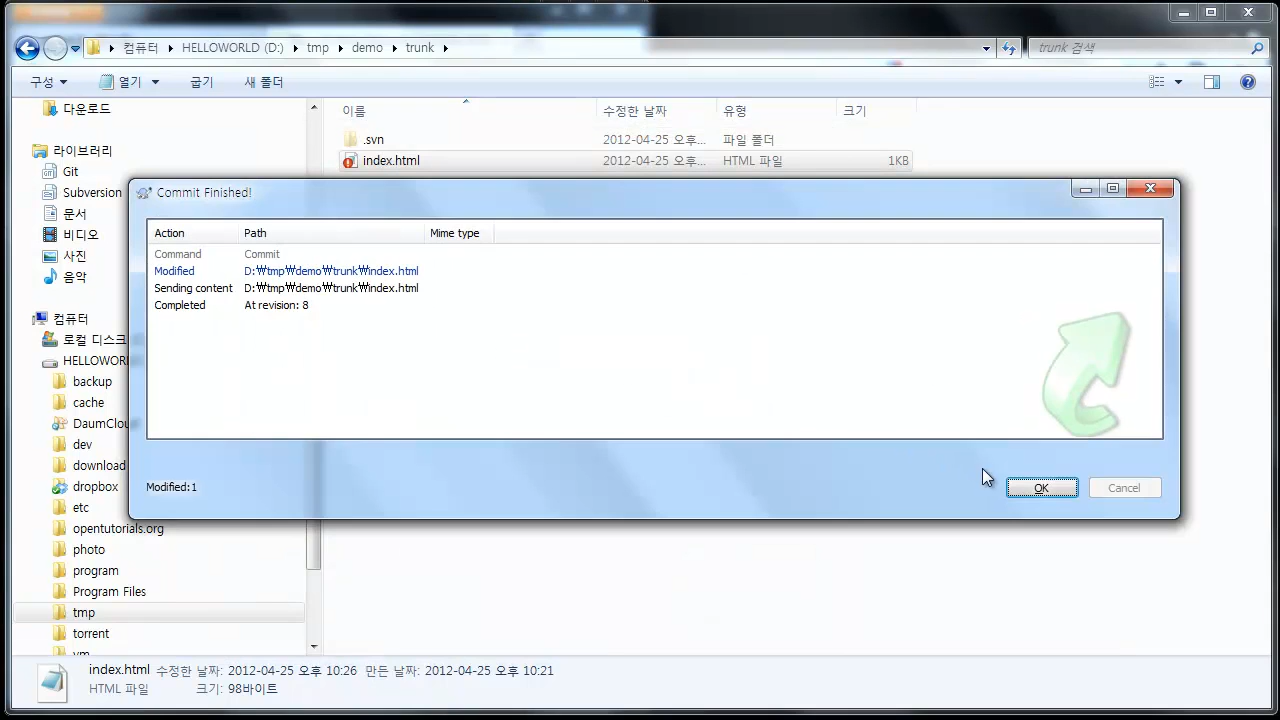 컴퓨터 HELLOWORLD (D:) tmp demo trunk
trunk 검색
구성 열기 굽기 새 폴더
다운로드
라이브러리
Git
Subversion
문서
비디오
사진
음악
컴퓨터
로컬 디스크
HELLOWOR
backup
cache
DaumClou
dev
download
dropbox
etc
opentutorials.org
photo
program
Program Files
tmp
torrent
vm
이름 수정한 날짜 유형 크기
.svn 2012-04-25 오후... 파일 폴더
index.html 2012-04-25 오후... HTML 파일 1KB
Commit Finished!
Action Path Mime type
Command Commit
Modified D:₩tmp₩demo₩trunk₩index.html
Sending content D:₩tmp₩demo₩trunk₩index.html
Completed At revision: 8
Modified:1
OK Cancel
index.html 수정한 날짜: 2012-04-25 오후 10:26 만든 날짜: 2012-04-25 오후 10:21
HTML 파일 크기: 98바이트